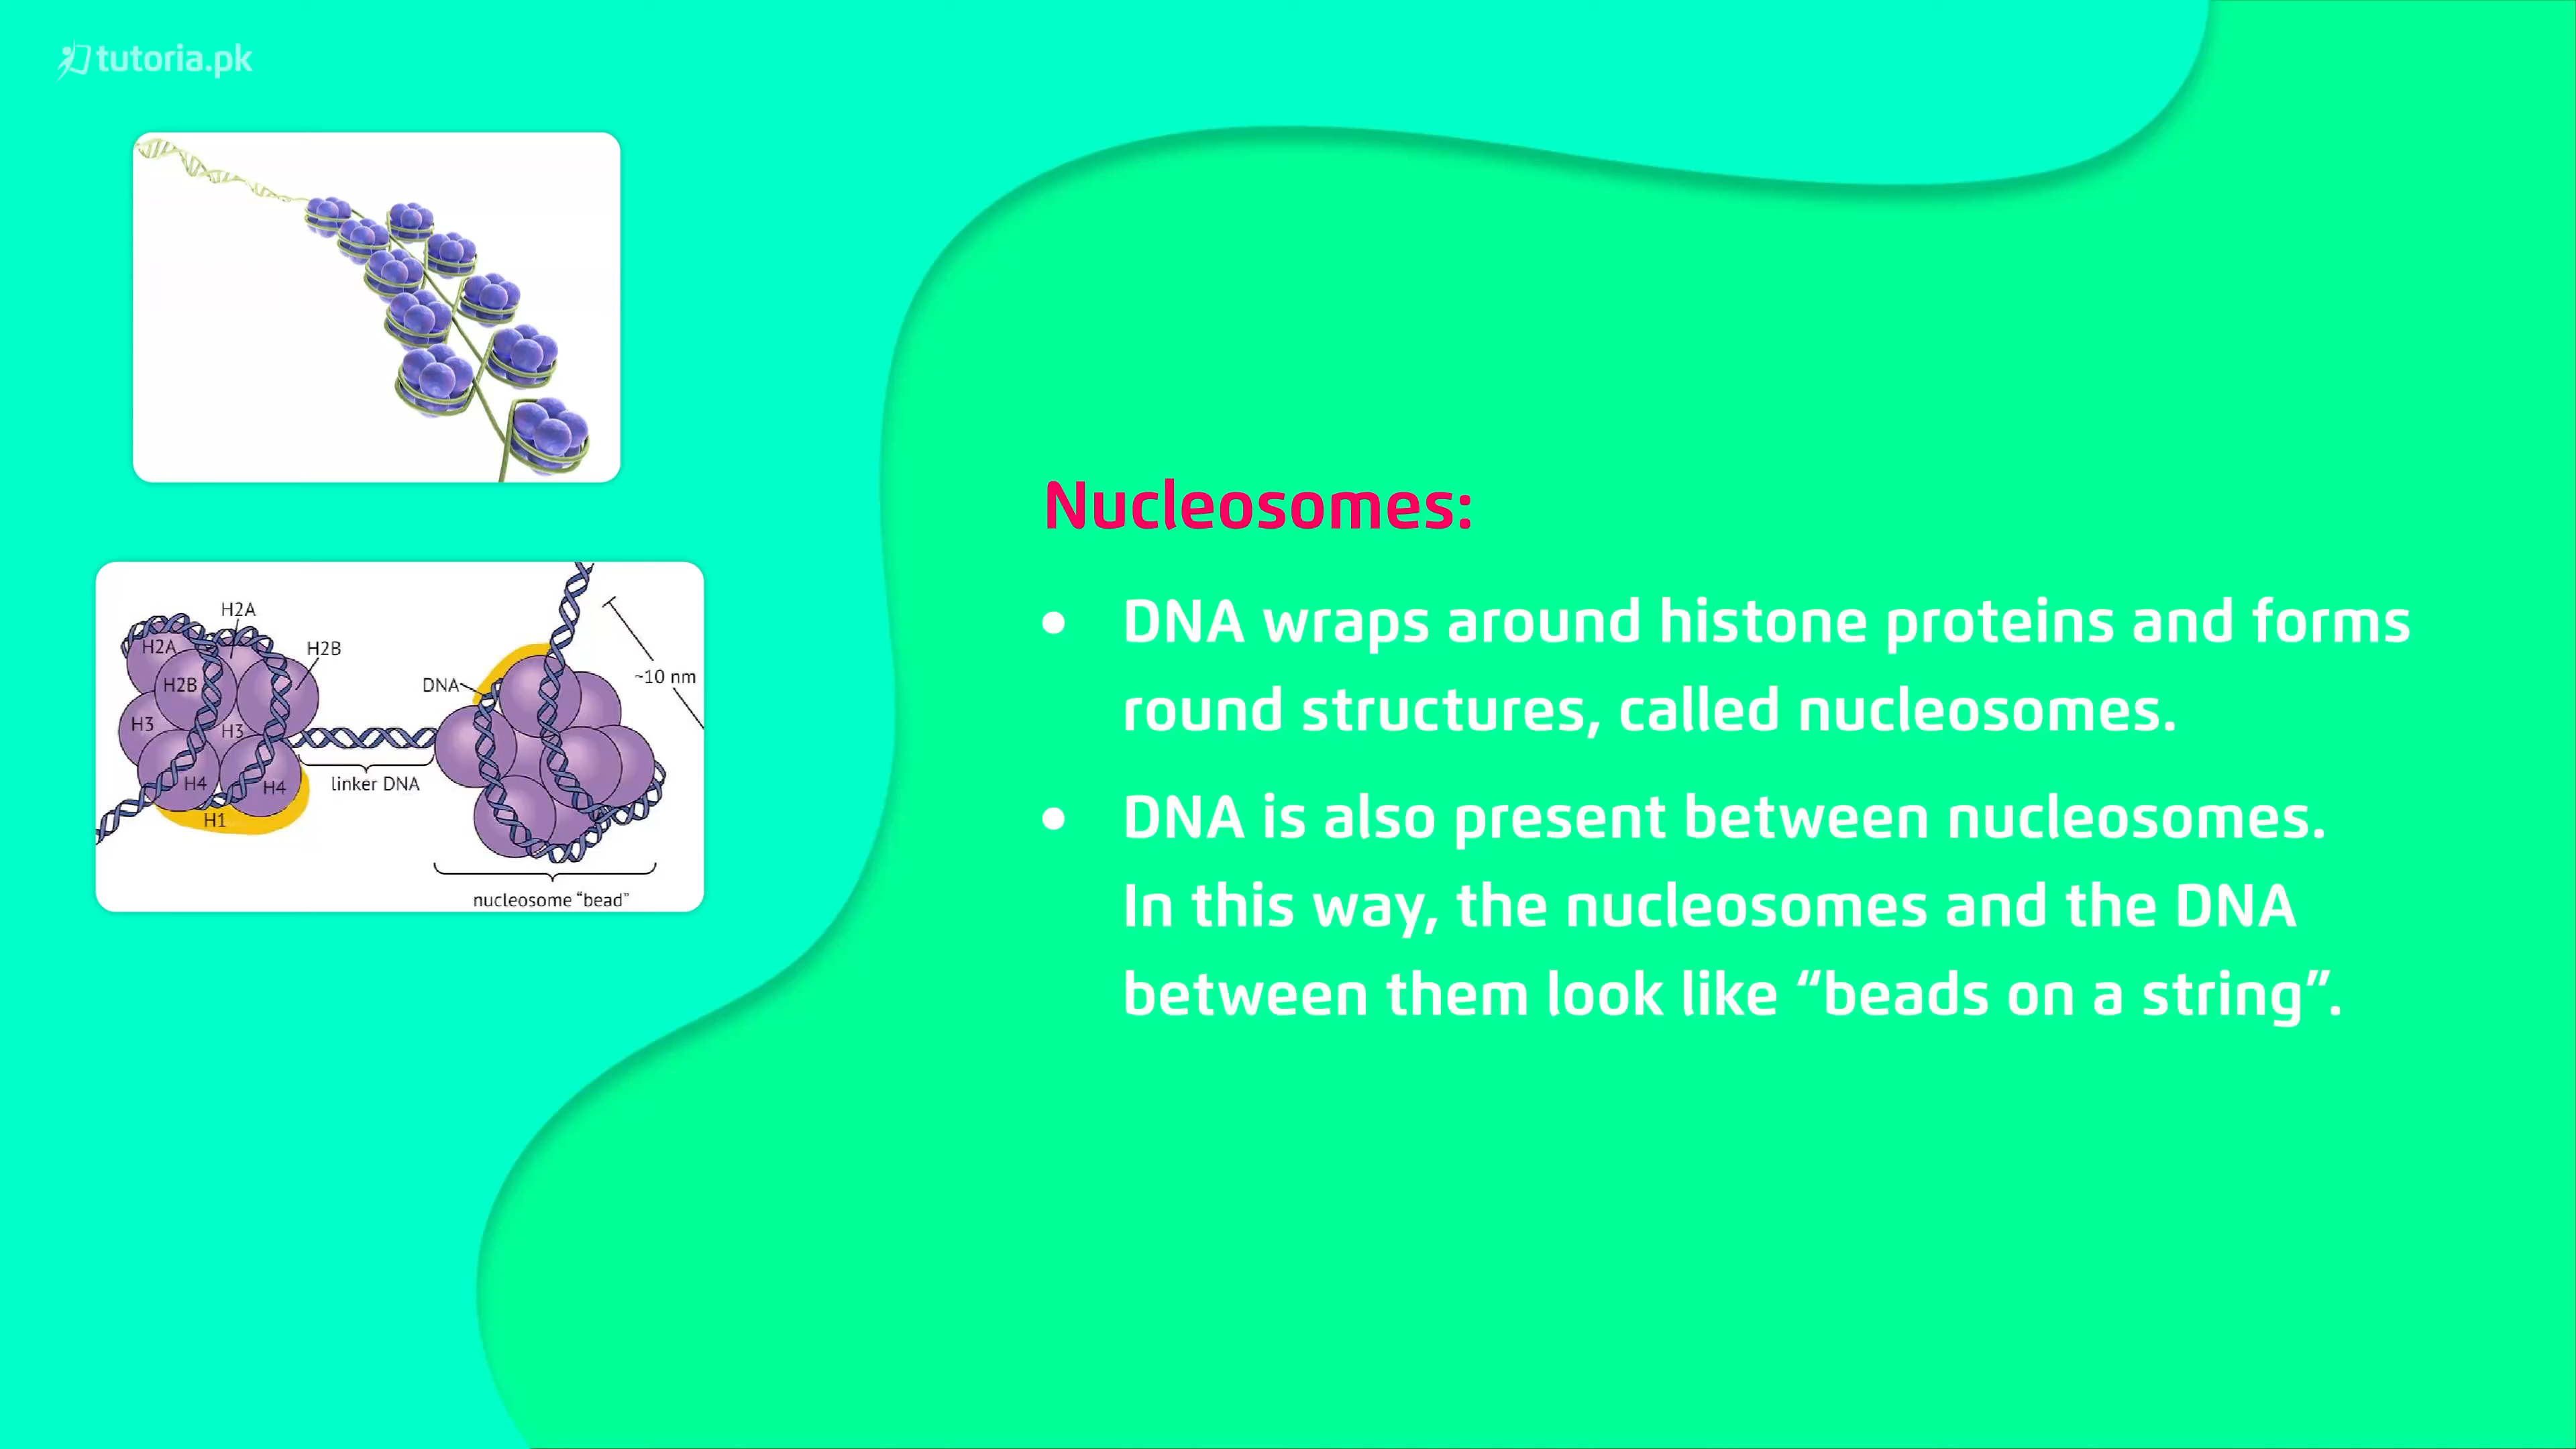 tutoria.pk
H2A
H2A
H2B
H2B
H3
H3
H4
H4
H1
linker DNA
DNA
~10 nm
nucleosome “bead”
Nucleosomes:
• DNA wraps around histone proteins and forms
round structures, called nucleosomes.
• DNA is also present between nucleosomes.
In this way, the nucleosomes and the DNA
between them look like “beads on a string”.